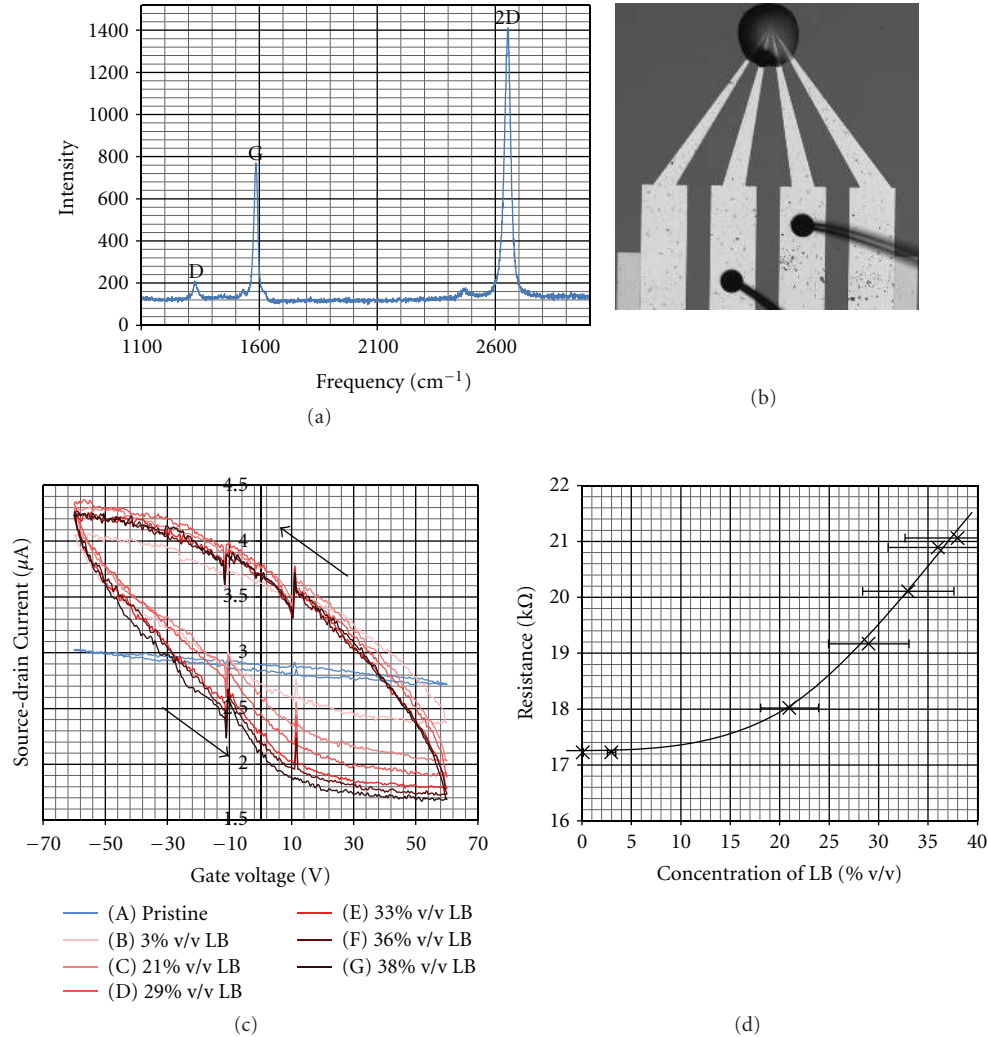 1400
1200
1000
800
600
400
200
0
Intensity
2D
G
D
1100
1600
2100
2600
Frequency (cm−1)
(a)
(b)
4.5
4
3.5
3
2.5
2
1.5
Source-drain Current (μA)
−70
−50
−30
−10
10
30
50
70
Gate voltage (V)
(A) Pristine
(B) 3% v/v LB
(C) 21% v/v LB
(D) 29% v/v LB
(E) 33% v/v LB
(F) 36% v/v LB
(G) 38% v/v LB
(c)
22
21
20
19
18
17
16
Resistance (kΩ)
0
5
10
15
20
25
30
35
40
Concentration of LB (% v/v)
(d)